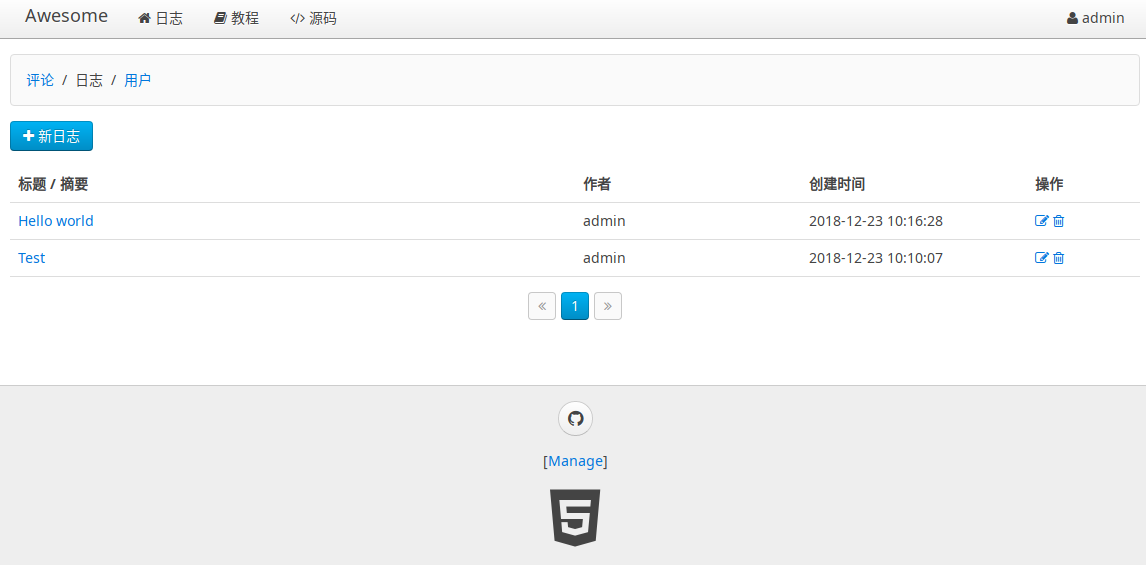 Awesome 日志 教程 源码 admin
评论 / 日志 / 用户
新日志
标题 / 摘要 作者 创建时间 操作
Hello world admin 2018-12-23 10:16:28
Test admin 2018-12-23 10:10:07
« 1 »
[Manage]